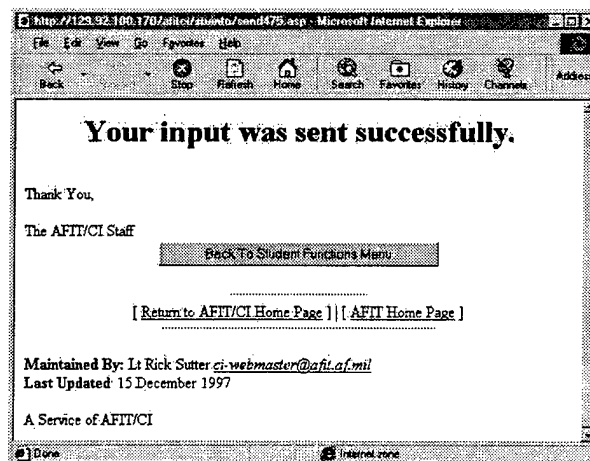 http://129.92.100.170/afitci/stuinfo/send475.asp - Microsoft Internet Explorer
File Edit View Go Favorites Help
Back Stop Refresh Home Search Favorites History Channels Address
Your input was sent successfully.
Thank You,
The AFIT/CI Staff
Back To Student Functions Menu
[ Return to AFIT/CI Home Page ] | [ AFIT Home Page ]
Maintained By: Lt Rick Sutter ci-webmaster@afit.af.mil
Last Updated: 15 December 1997
A Service of AFIT/CI
Done Internet zone